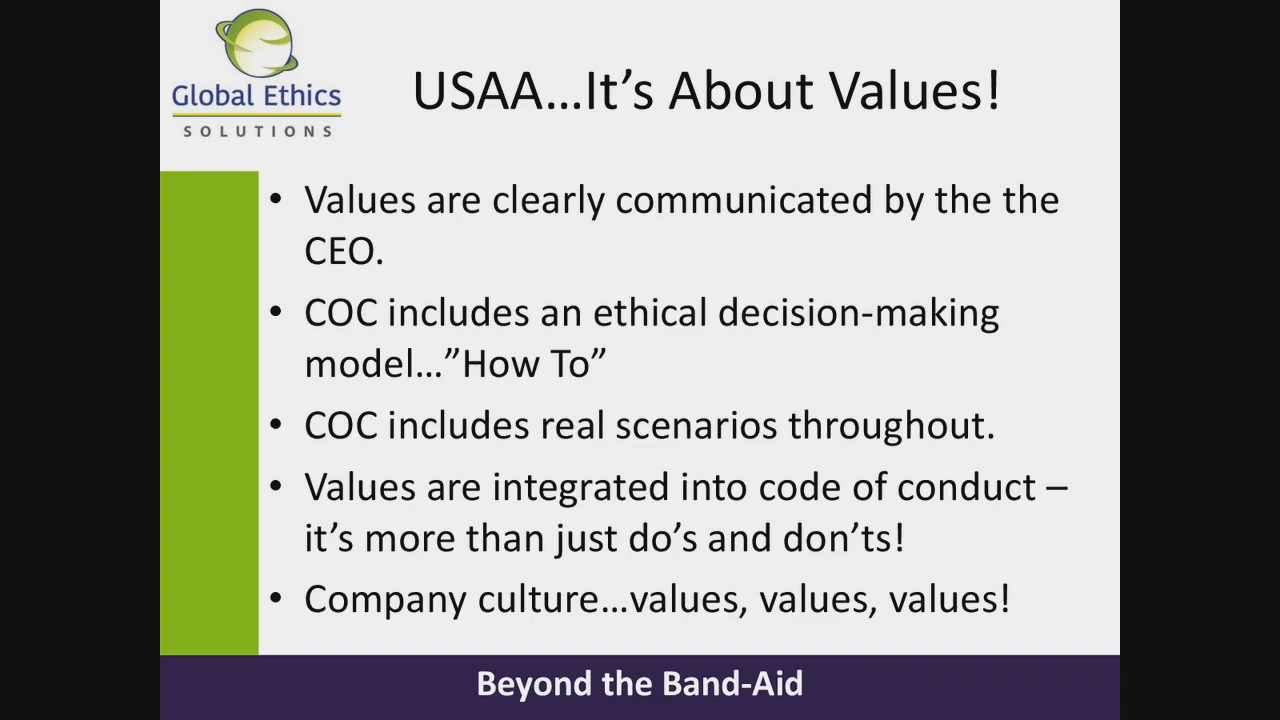 Global Ethics
SOLUTIONS
USAA…It’s About Values!
• Values are clearly communicated by the the
CEO.
• COC includes an ethical decision-making
model…”How To”
• COC includes real scenarios throughout.
• Values are integrated into code of conduct –
it’s more than just do’s and don’ts!
• Company culture…values, values, values!
Beyond the Band-Aid